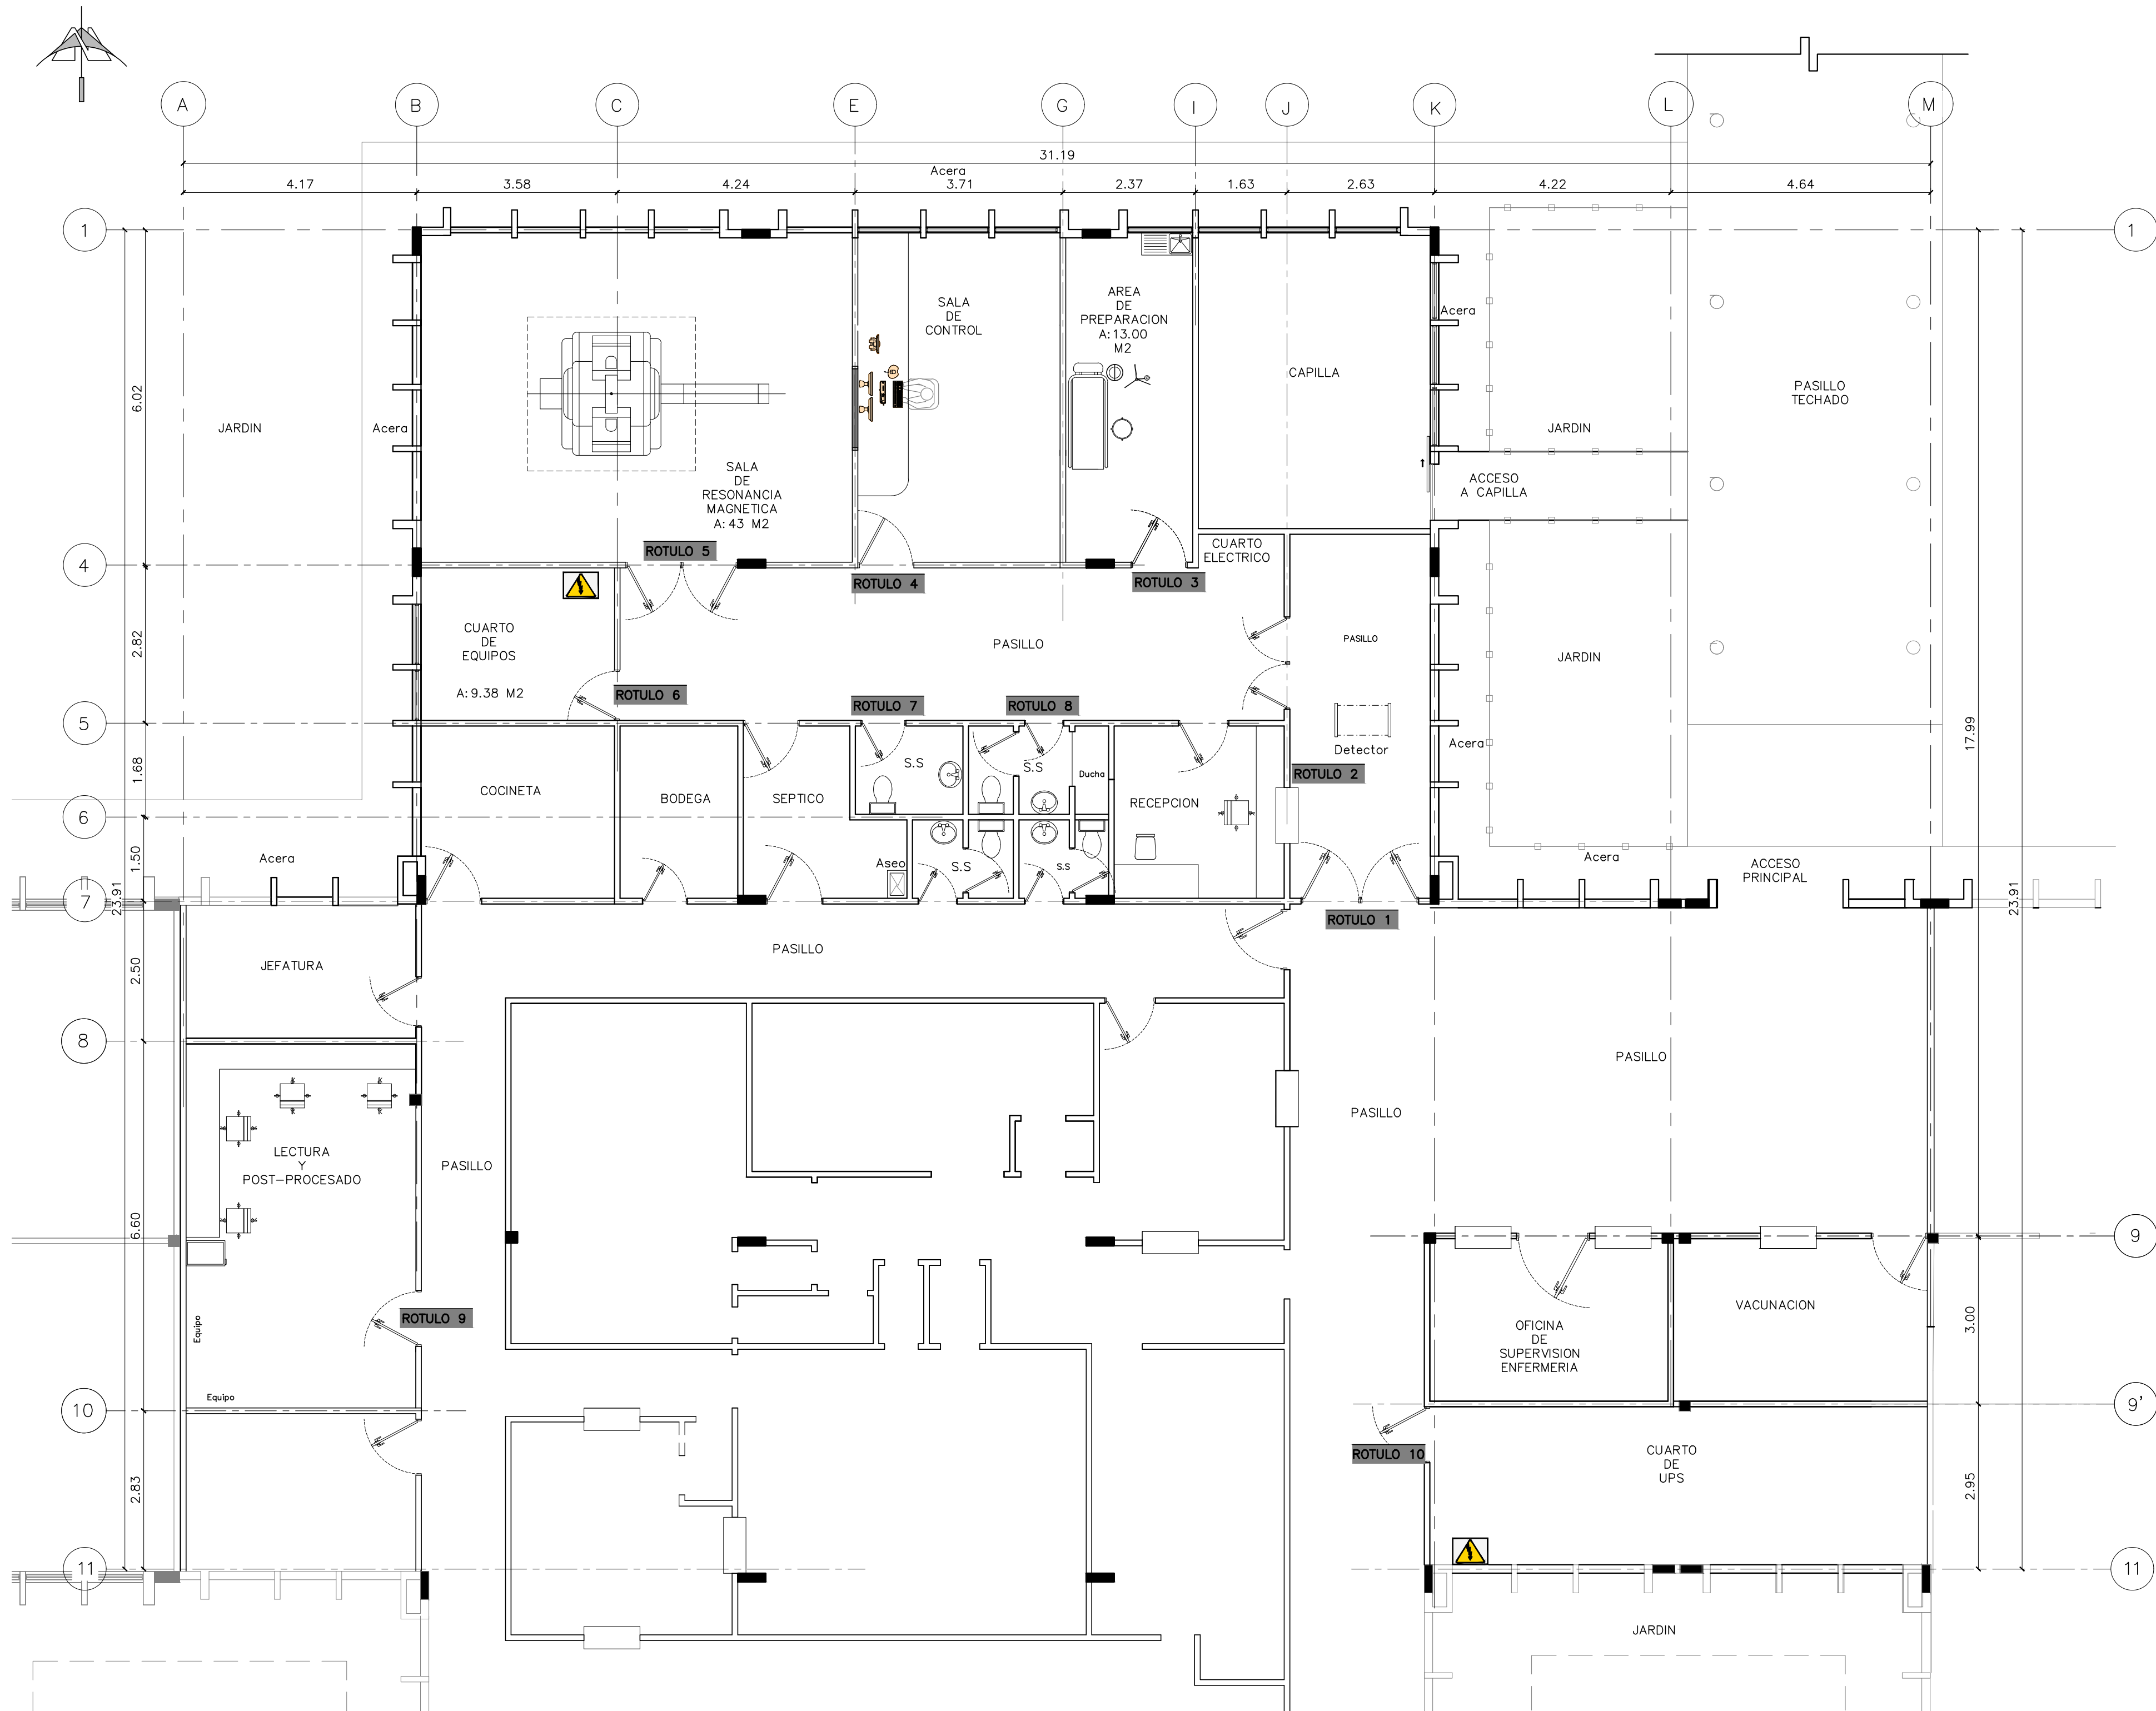 A
B
C
E
G
I
J
K
L
M
31.19
Acera
4.17
3.58
4.24
3.71
2.37
1.63
2.63
4.22
4.64
1
1
SALA
DE
CONTROL
AREA
DE
PREPARACION
A:13.00
M2
Acera
CAPILLA
PASILLO
TECHADO
6.02
JARDIN
Acera
JARDIN
SALA
DE
RESONANCIA
MAGNETICA
A: 43 M2
ACCESO
A CAPILLA
ROTULO 5
CUARTO
ELECTRICO
4
ROTULO 4
ROTULO 3
CUARTO
DE
EQUIPOS
A: 9.38 M2
2.82
PASILLO
PASILLO
JARDIN
ROTULO 6
ROTULO 7
ROTULO 8
5
17.99
Detector
Acera
1.68
COCINETA
BODEGA
SEPTICO
S.S
S.S
Ducha
RECEPCION
ROTULO 2
6
1.50
Acera
Aseo
S.S
S.S
Acera
ACCESO
PRINCIPAL
7
23.91
23.91
ROTULO 1
2.50
JEFATURA
PASILLO
8
PASILLO
PASILLO
LECTURA
Y
POST-PROCESADO
PASILLO
6.60
9
ROTULO 9
Equipo
VACUNACION
OFICINA
DE
SUPERVISION
ENFERMERIA
3.00
Equipo
10
9'
ROTULO 10
CUARTO
DE
UPS
2.83
2.95
11
11
JARDIN